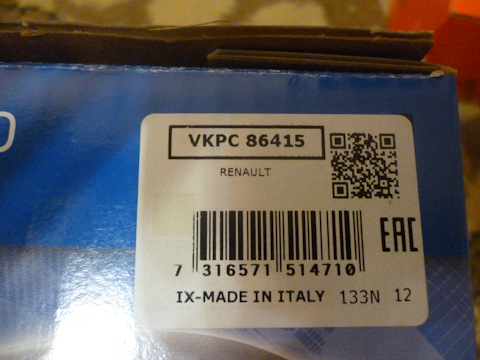 VKPC 86415
RENAULT
EAC
7 316571 514710
IX-MADE IN ITALY 133N 12